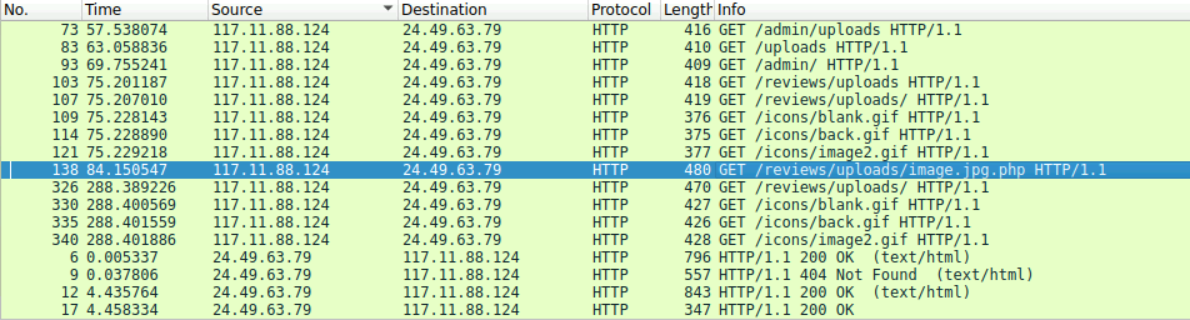 No. Time Source Destination Protocol Length Info
73 57.538074 117.11.88.124 24.49.63.79 HTTP 416 GET /admin/uploads HTTP/1.1
83 63.058836 117.11.88.124 24.49.63.79 HTTP 410 GET /uploads HTTP/1.1
93 69.755241 117.11.88.124 24.49.63.79 HTTP 409 GET /admin/ HTTP/1.1
103 75.201187 117.11.88.124 24.49.63.79 HTTP 418 GET /reviews/uploads HTTP/1.1
107 75.207010 117.11.88.124 24.49.63.79 HTTP 419 GET /reviews/uploads/ HTTP/1.1
109 75.228143 117.11.88.124 24.49.63.79 HTTP 376 GET /icons/blank.gif HTTP/1.1
114 75.228890 117.11.88.124 24.49.63.79 HTTP 375 GET /icons/back.gif HTTP/1.1
121 75.229218 117.11.88.124 24.49.63.79 HTTP 377 GET /icons/image2.gif HTTP/1.1
138 84.150547 117.11.88.124 24.49.63.79 HTTP 480 GET /reviews/uploads/image.jpg.php HTTP/1.1
326 288.389226 117.11.88.124 24.49.63.79 HTTP 470 GET /reviews/uploads/ HTTP/1.1
330 288.400569 117.11.88.124 24.49.63.79 HTTP 427 GET /icons/blank.gif HTTP/1.1
335 288.401559 117.11.88.124 24.49.63.79 HTTP 426 GET /icons/back.gif HTTP/1.1
340 288.401886 117.11.88.124 24.49.63.79 HTTP 428 GET /icons/image2.gif HTTP/1.1
6 0.005337 24.49.63.79 117.11.88.124 HTTP 796 HTTP/1.1 200 OK (text/html)
9 0.037806 24.49.63.79 117.11.88.124 HTTP 557 HTTP/1.1 404 Not Found (text/html)
12 4.435764 24.49.63.79 117.11.88.124 HTTP 843 HTTP/1.1 200 OK (text/html)
17 4.458334 24.49.63.79 117.11.88.124 HTTP 347 HTTP/1.1 200 OK